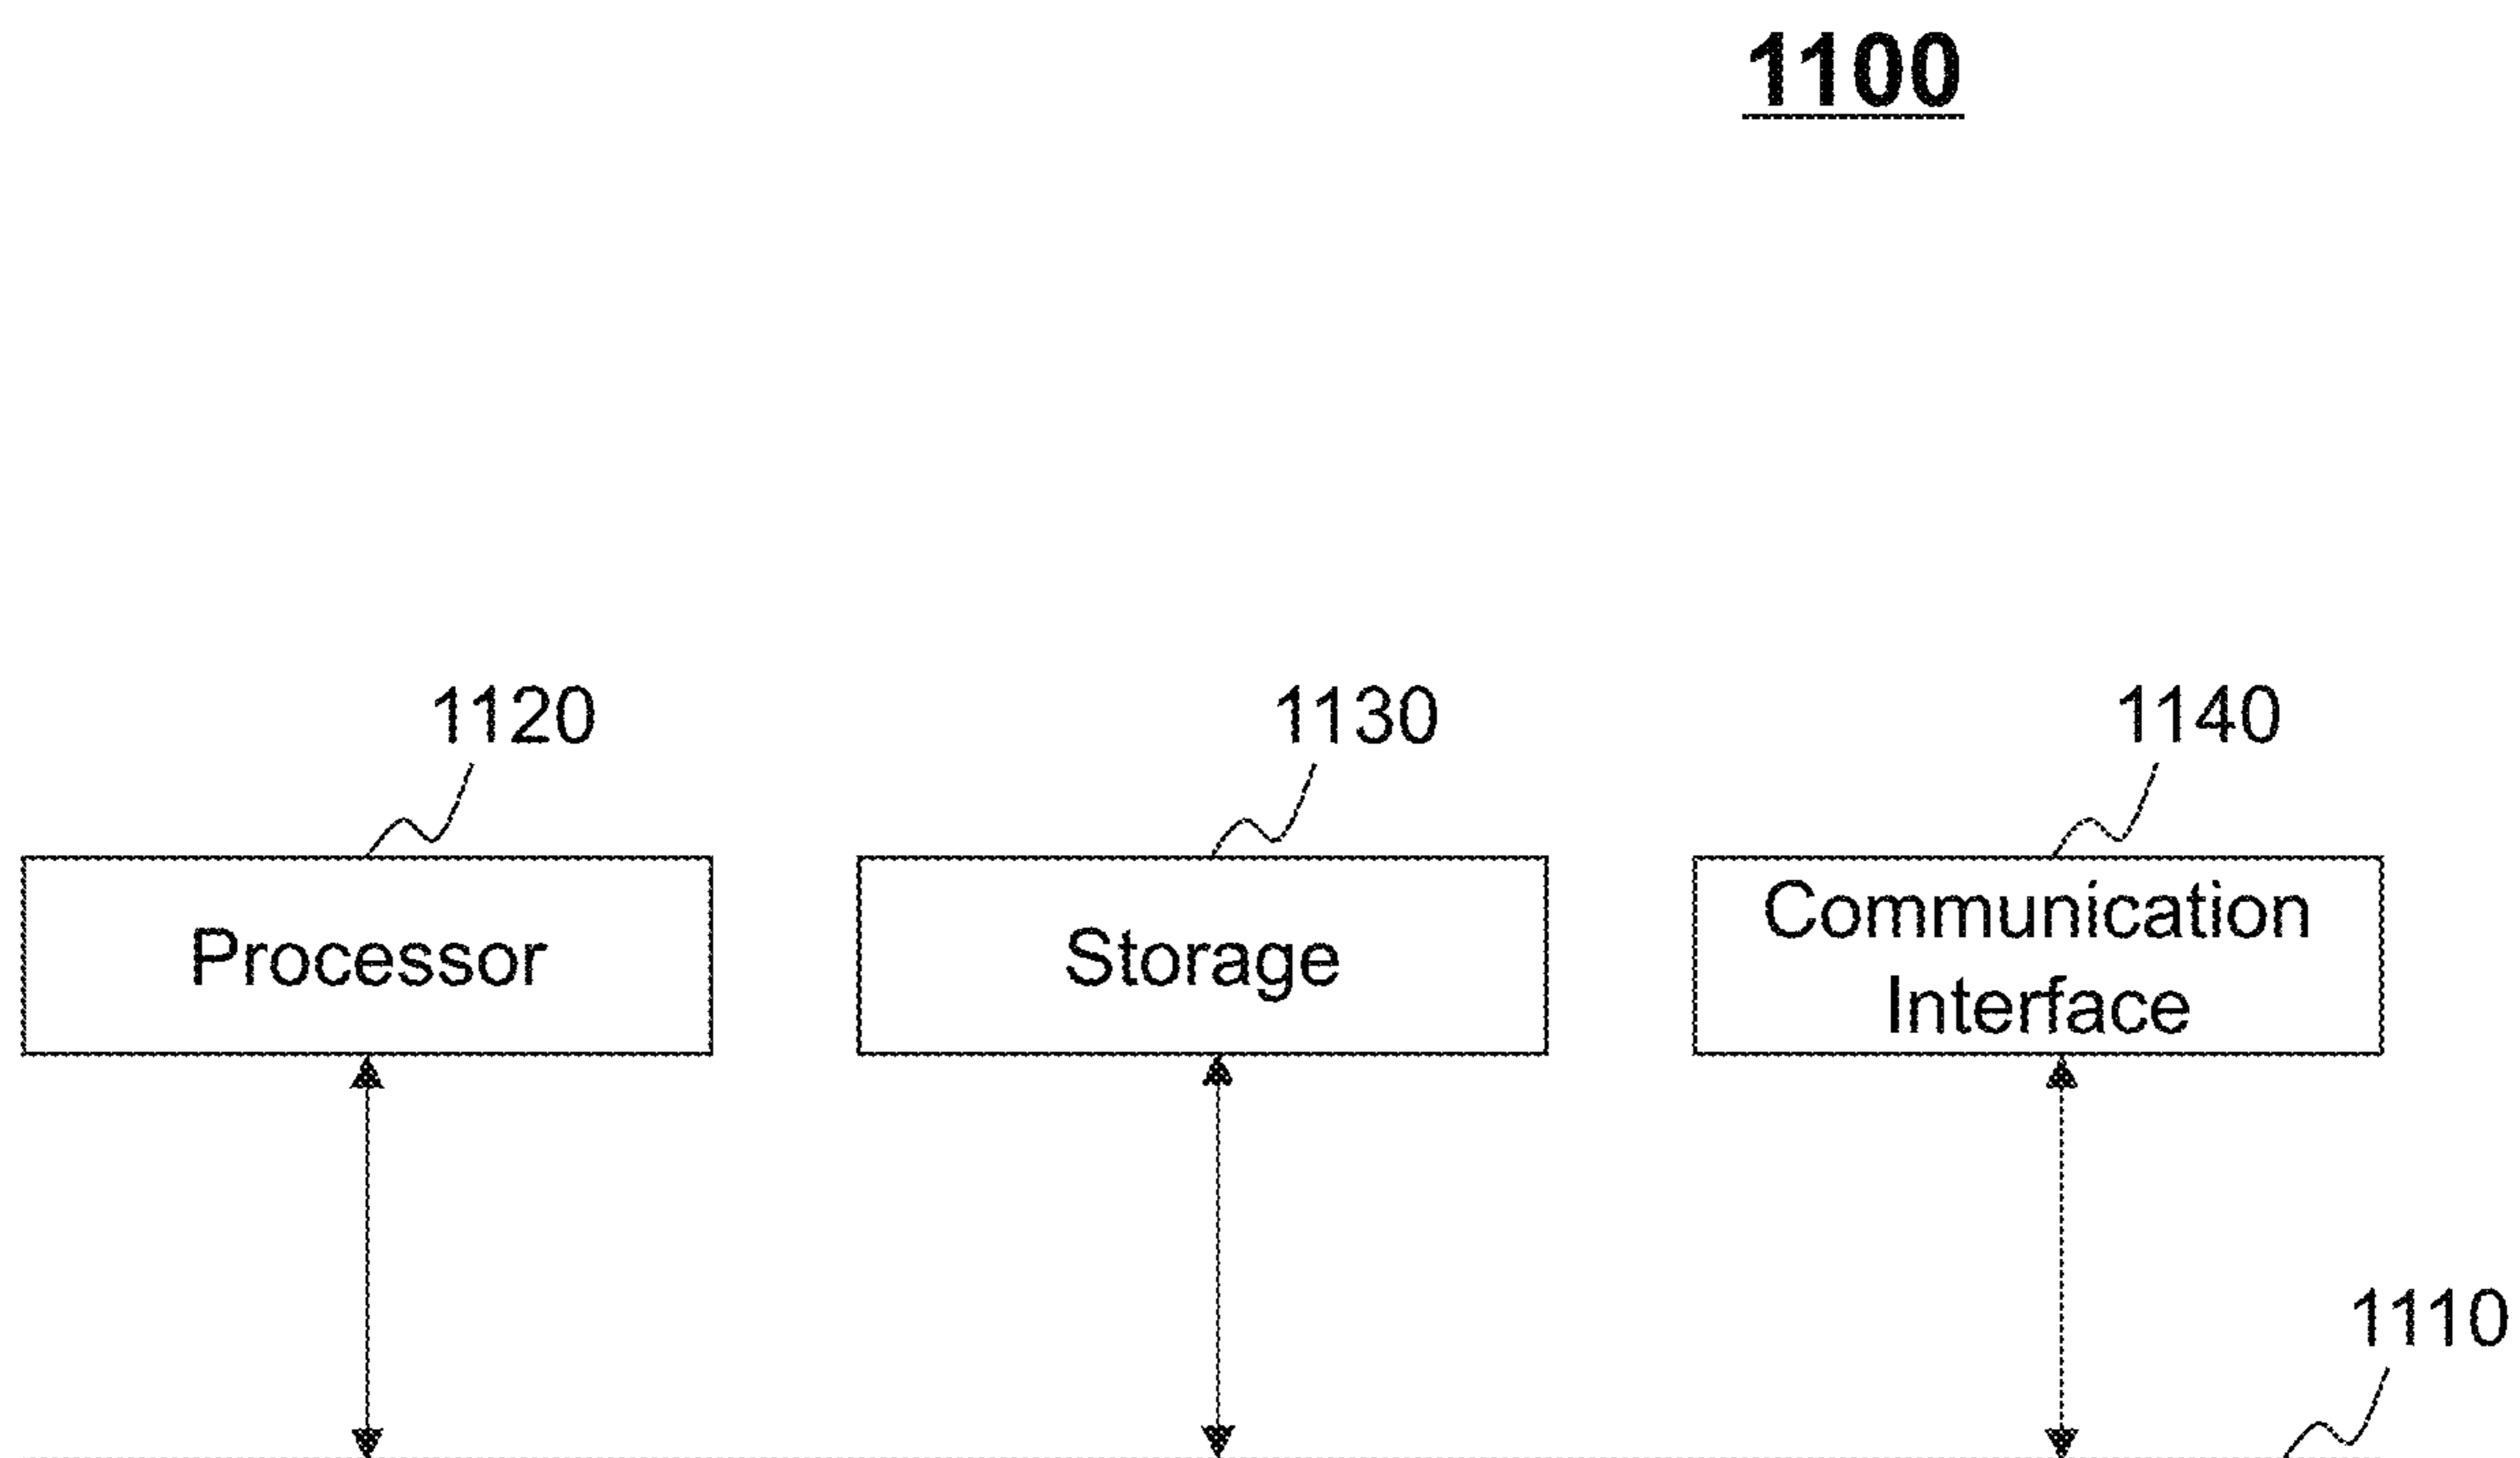 1100
1120
1130
1140
Processor
Storage
Communication
Interface
1110